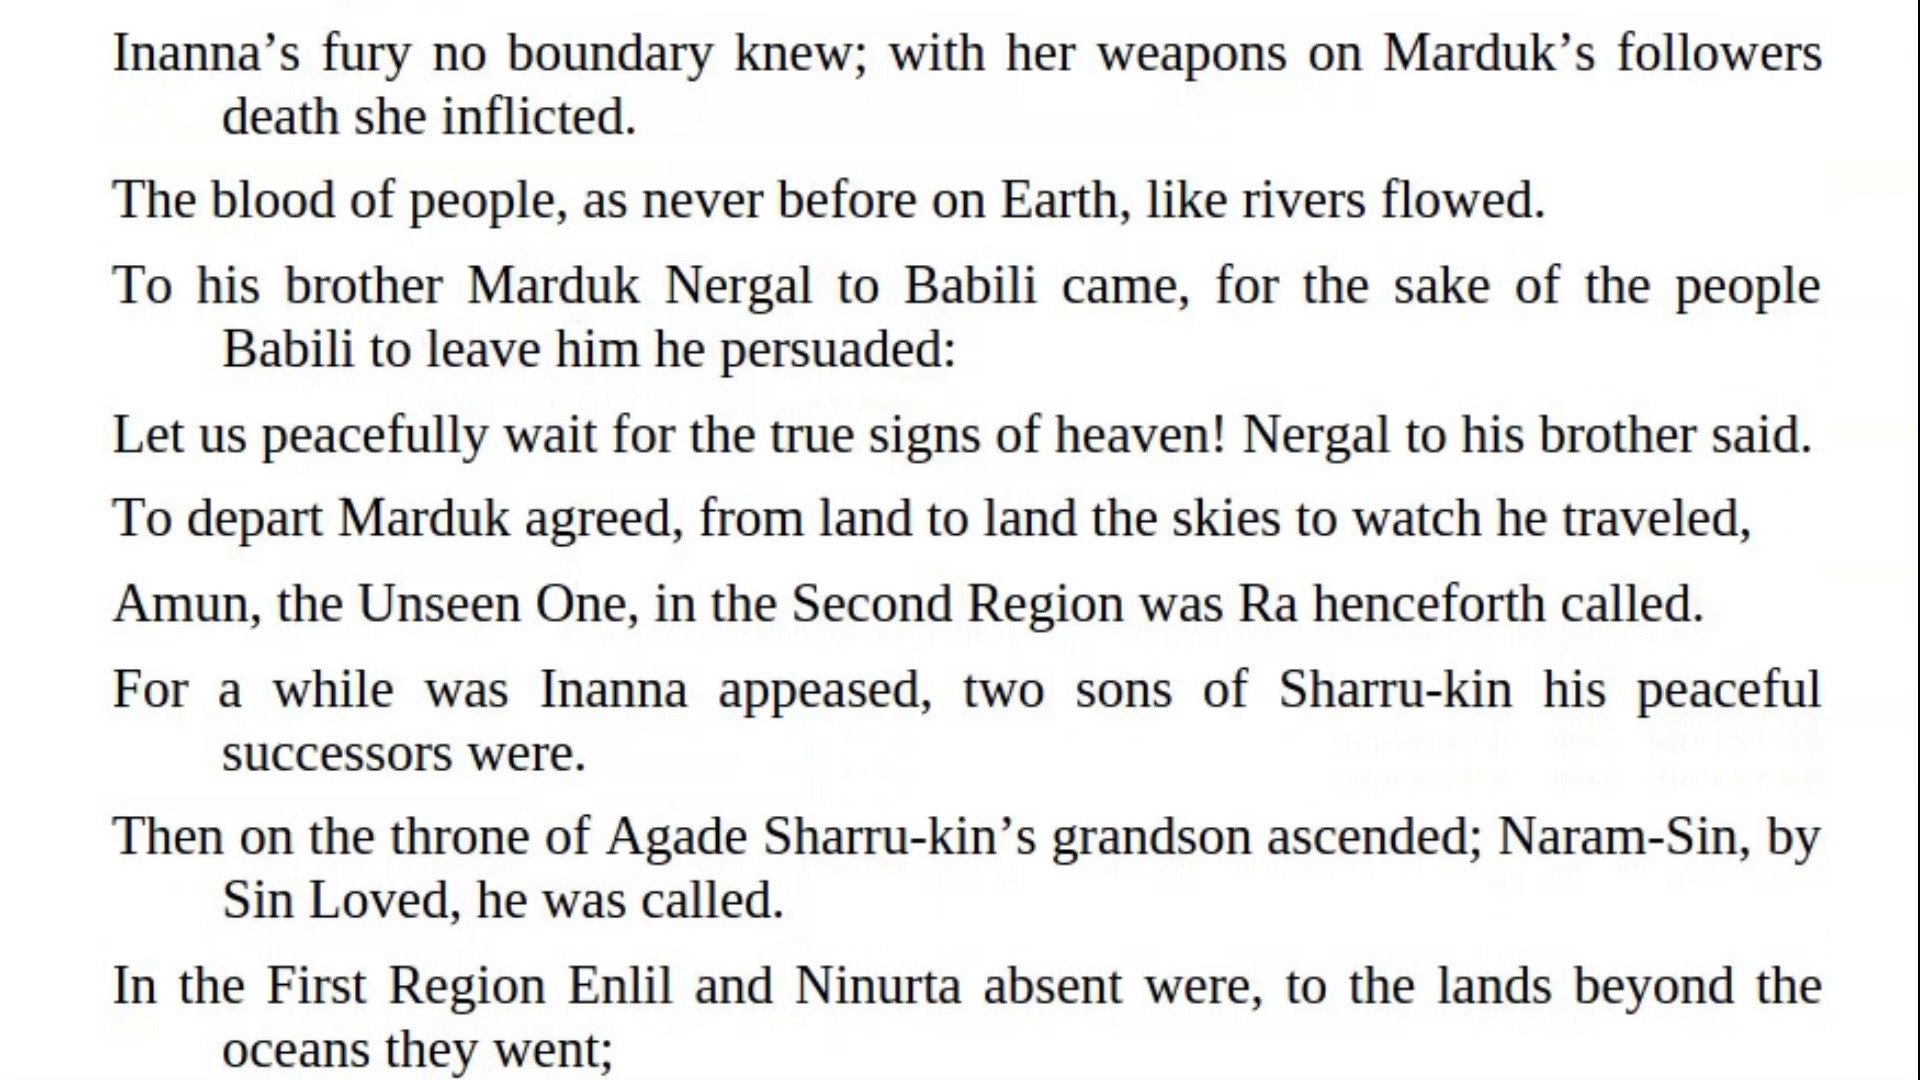 Inanna’s fury no boundary knew; with her weapons on Marduk’s followers
death she inflicted.
The blood of people, as never before on Earth, like rivers flowed.
To his brother Marduk Nergal to Babili came, for the sake of the people
Babili to leave him he persuaded:
Let us peacefully wait for the true signs of heaven! Nergal to his brother said.
To depart Marduk agreed, from land to land the skies to watch he traveled,
Amun, the Unseen One, in the Second Region was Ra henceforth called.
For a while was Inanna appeased, two sons of Sharru-kin his peaceful
successors were.
Then on the throne of Agade Sharru-kin’s grandson ascended; Naram-Sin, by
Sin Loved, he was called.
In the First Region Enlil and Ninurta absent were, to the lands beyond the
oceans they went;